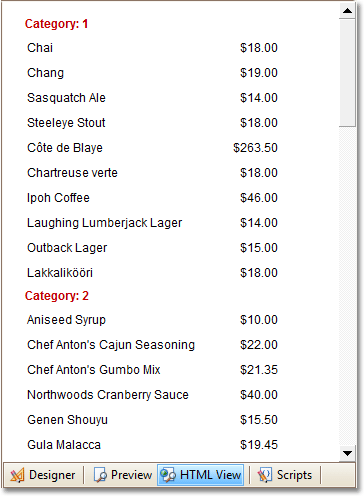 Category: 1
Chai $18.00
Chang $19.00
Sasquatch Ale $14.00
Steeleye Stout $18.00
Côte de Blaye $263.50
Chartreuse verte $18.00
Ipoh Coffee $46.00
Laughing Lumberjack Lager $14.00
Outback Lager $15.00
Lakkalikööri $18.00
Category: 2
Aniseed Syrup $10.00
Chef Anton's Cajun Seasoning $22.00
Chef Anton's Gumbo Mix $21.35
Northwoods Cranberry Sauce $40.00
Genen Shouyu $15.50
Gula Malacca $19.45
Designer Preview HTML View Scripts